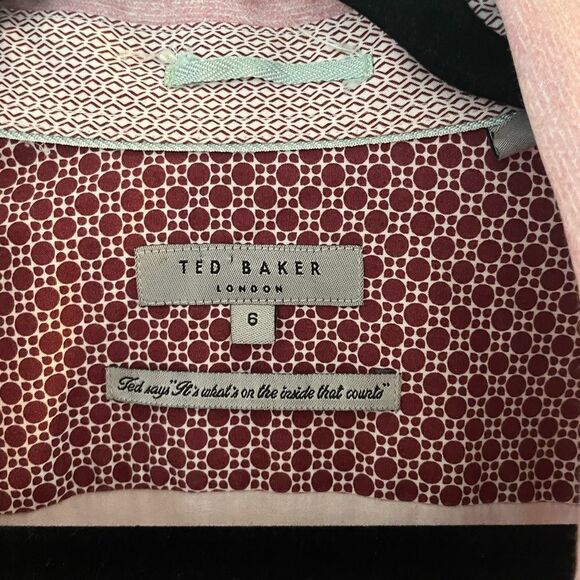 TED BAKER
LONDON
6
Ted says "It's what's on the inside that counts"